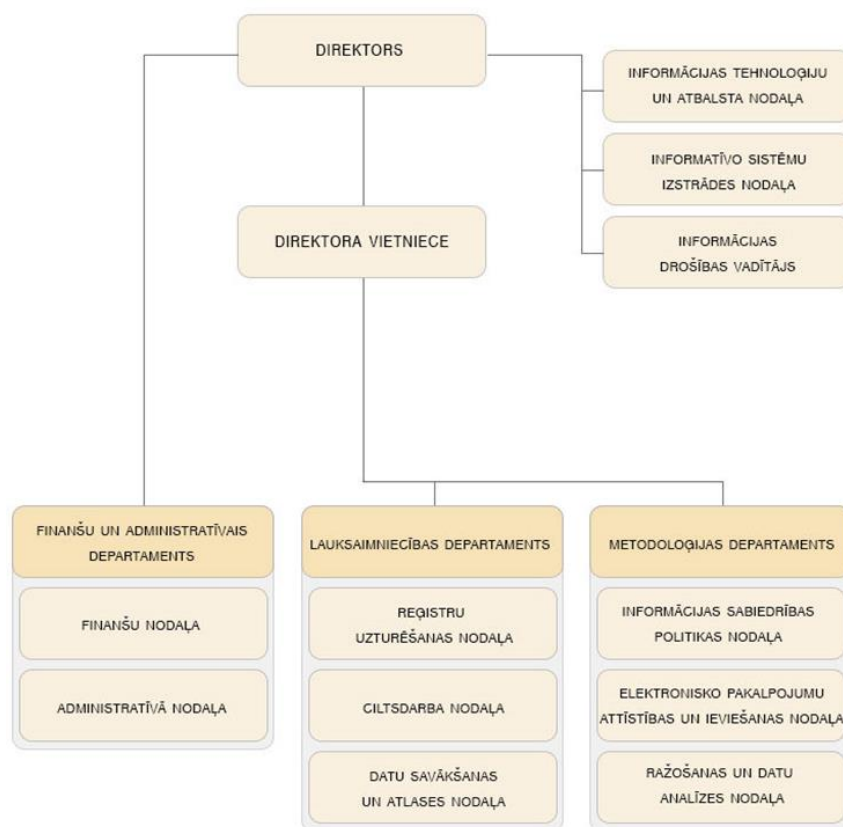 DIREKTORS
INFORMĀCIJAS TEHNOLOĢIJU
UN ATBALSTA NODAĻA
INFORMATĪVO SISTĒMU
IZSTRĀDES NODAĻA
DIREKTORA VIETNIECE
INFORMĀCIJAS
DROŠĪBAS VADĪTĀJS
FINANŠU UN ADMINISTRATĪVAIS
DEPARTAMENTS
FINANŠU NODAĻA
ADMINISTRATĪVĀ NODAĻA
LAUKSAIMNIECĪBAS DEPARTAMENTS
REĢISTRU
UZTURĒŠANAS NODAĻA
CILTSDARBA NODAĻA
DATU SAVĀKŠANAS
UN ATLASES NODAĻA
METODOLOĢIJAS DEPARTAMENTS
INFORMĀCIJAS SABIEDRĪBAS
POLITIKAS NODAĻA
ELEKTRONISKO PAKALPOJUMU
ATTĪSTĪBAS UN IEVIEŠANAS NODAĻA
RAŽOŠANAS UN DATU
ANALĪZES NODAĻA